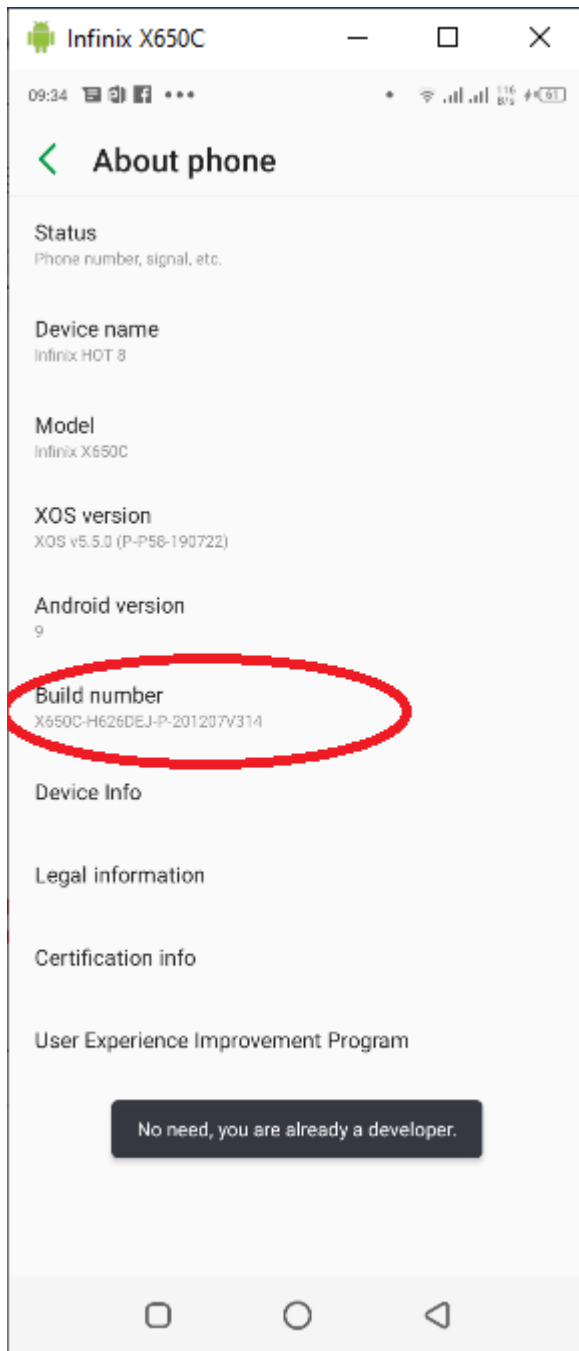 Infinix X650C
09:34
116
B/s
61
About phone
Status
Phone number, signal, etc.
Device name
Infinix HOT 8
Model
Infinix X650C
XOS version
XOS v5.5.0 (P-P58-190722)
Android version
9
Build number
X650C-H626DEJ-P-201207V314
Device Info
Legal information
Certification info
User Experience Improvement Program
No need, you are already a developer.